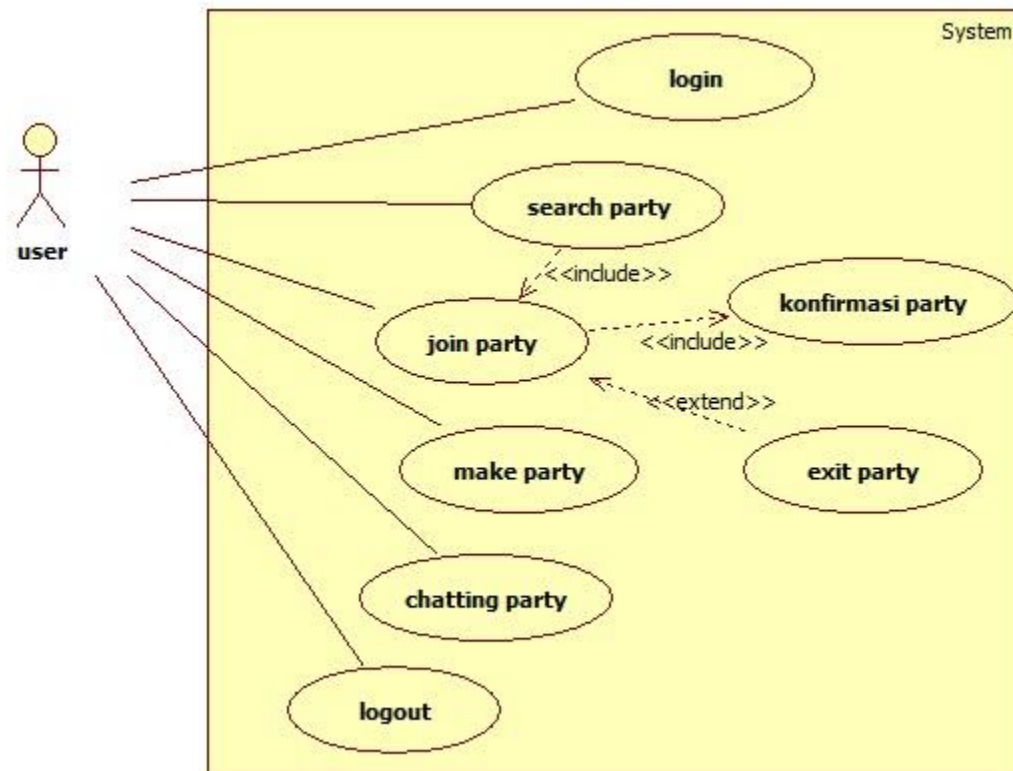 System
login
user
search party
<<include>>
konfirmasi party
join party
<<include>>
<<extend>>
make party
exit party
chatting party
logout